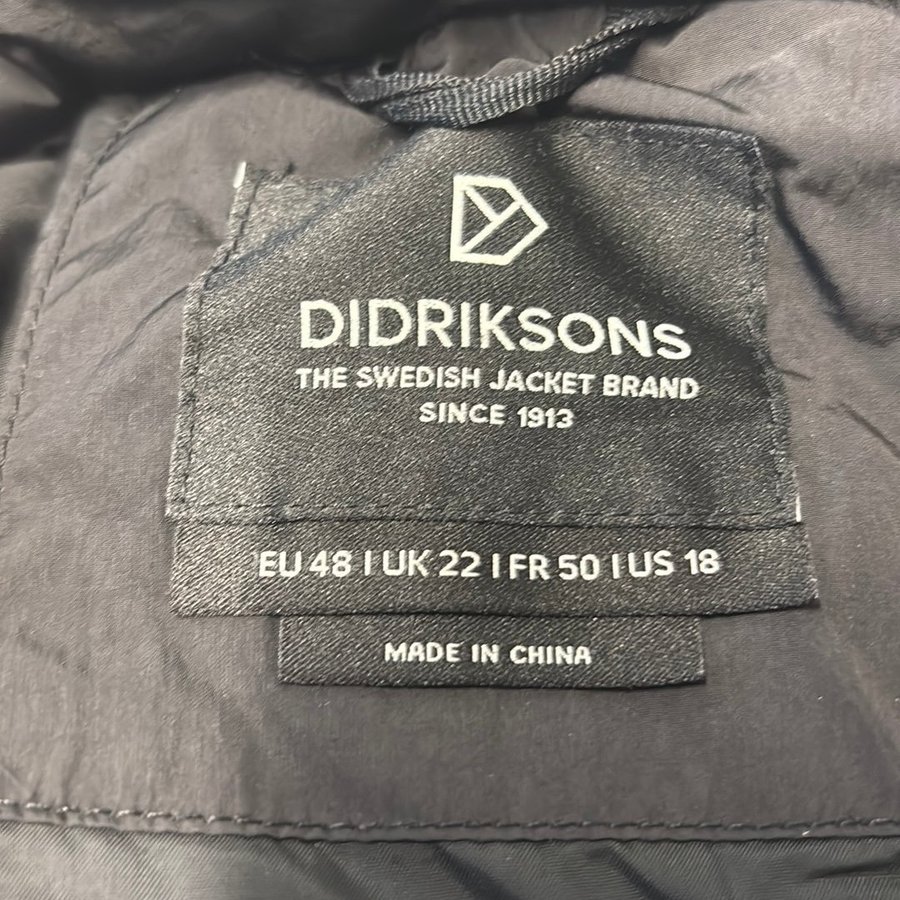 DIDRIKSONS
THE SWEDISH JACKET BRAND
SINCE 1913
EU 48 | UK 22 | FR 50 | US 18
MADE IN CHINA